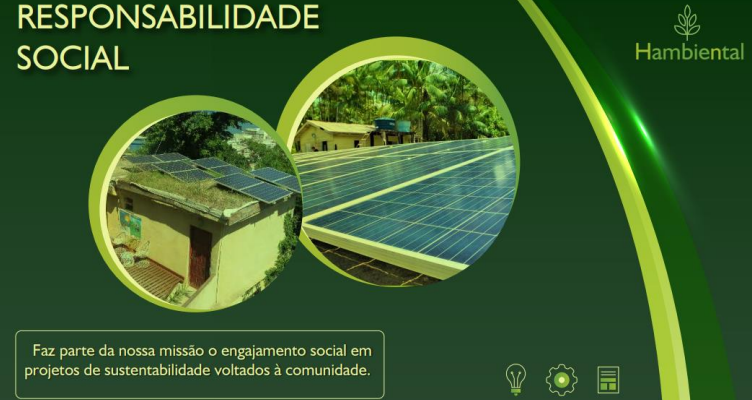 RESPONSABILIDADE
SOCIAL
Hambiental
Faz parte da nossa missão o engajamento social em
projetos de sustentabilidade voltados à comunidade.